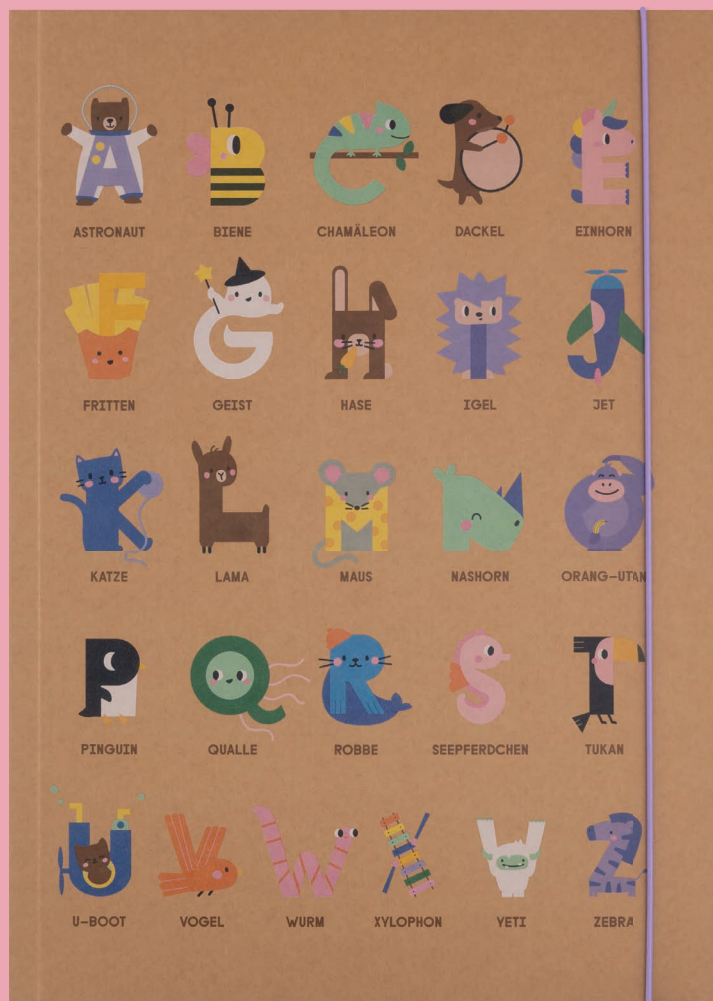 ASTRONAUT BIENE CHAMÄLEON DACKEL EINHORN
FRITTEN GEIST HASE IGEL JET
KATZE LAMA MAUS NASHORN ORANG-UTAN
PINGUIN QUALLE ROBBE SEEPFERDCHEN TUKAN
U-BOOT VOGEL WURM XYLOPHON YETI ZEBRA